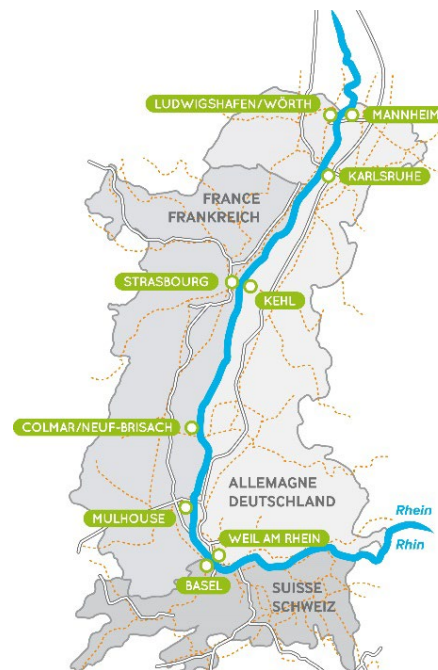 LUDWIGSHAFEN/WÖRTH
MANNHEIM
KARLSRUHE
FRANCE
FRANKREICH
STRASBOURG
KEHL
COLMAR/NEUF-BRISACH
ALLEMAGNE
DEUTSCHLAND
MULHOUSE
Rhein
Rhin
WEIL AM RHEIN
BASEL
SUISSE
SCHWEIZ